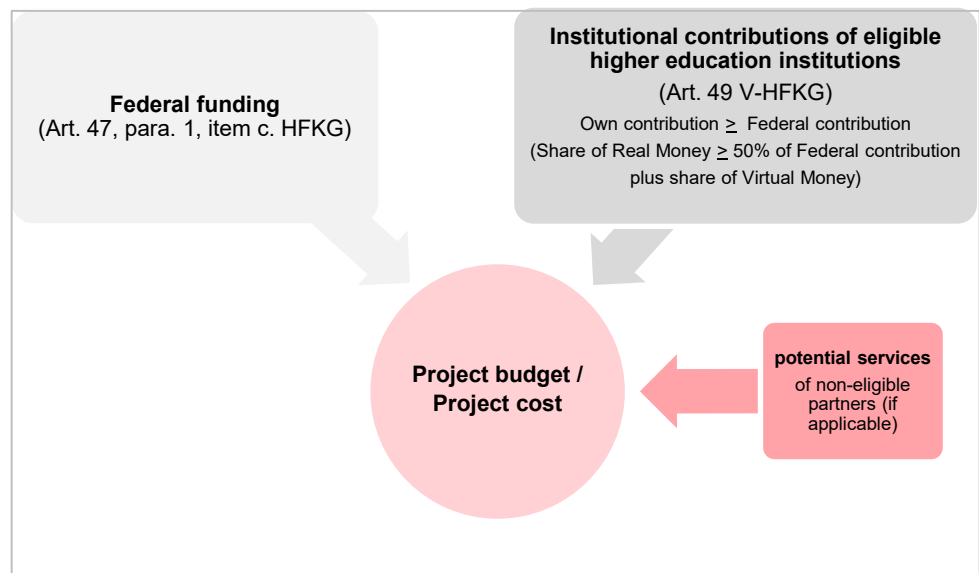 Federal funding
(Art. 47, para. 1, item c. HFKG)
Institutional contributions of eligible
higher education institutions
(Art. 49 V-HFKG)
Own contribution ≥ Federal contribution
(Share of Real Money ≥ 50% of Federal contribution
plus share of Virtual Money)
Project budget /
Project cost
potential services
of non-eligible
partners (if
applicable)